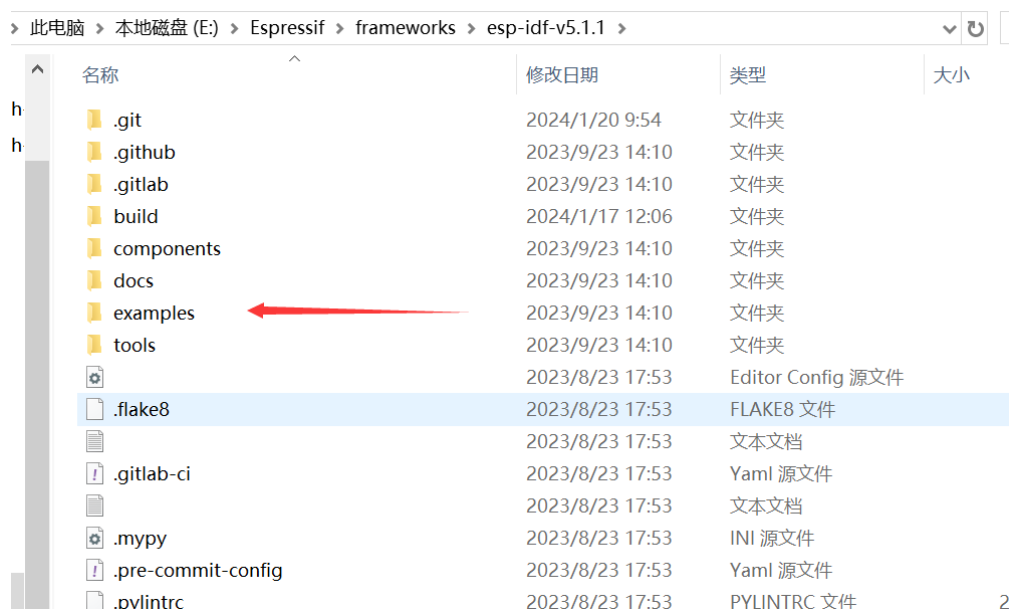 此电脑 > 本地磁盘 (E:) > Espressif > frameworks > esp-idf-v5.1.1 >
名称 修改日期 类型 大小
.git 2024/1/20 9:54 文件夹
.github 2023/9/23 14:10 文件夹
.gitlab 2023/9/23 14:10 文件夹
build 2024/1/17 12:06 文件夹
components 2023/9/23 14:10 文件夹
docs 2023/9/23 14:10 文件夹
examples 2023/9/23 14:10 文件夹
tools 2023/9/23 14:10 文件夹
2023/8/23 17:53 Editor Config 源文件
.flake8 2023/8/23 17:53 FLAKE8 文件
2023/8/23 17:53 文本文档
.gitlab-ci 2023/8/23 17:53 Yaml 源文件
2023/8/23 17:53 文本文档
.mypy 2023/8/23 17:53 INI 源文件
.pre-commit-config 2023/8/23 17:53 Yaml 源文件
.pylintrc 2023/8/23 17:53 PYLINTRC 文件